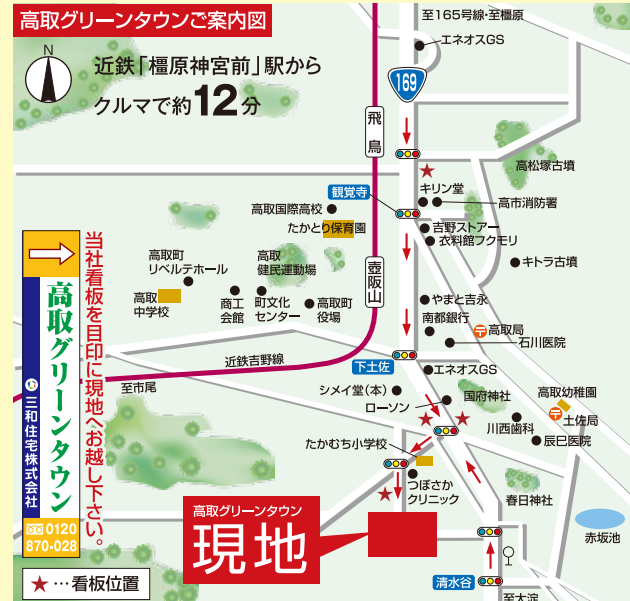 高取グリーンタウンご案内図
N
近鉄「橿原神宮前」駅から
クルマで約12分
至165号線・至橿原
エネオスGS
169
飛鳥
高松塚古墳
キリン堂
観覚寺
高市消防署
高取国際高校
たかとり保育園
吉野ストアー
衣料館フクモリ
キトラ古墳
高取町
リベルテホール
高取
健民運動場
壺阪山
高取
中学校
商工
会館
町文化
センター
高取町
役場
やまと吉永
南都銀行
高取局
石川医院
近鉄吉野線
下土佐
エネオスGS
至市尾
シメイ堂(本)
ローソン
国府神社
高取幼稚園
土佐局
川西歯科
辰巳医院
たかむち小学校
つぼさか
クリニック
春日神社
赤坂池
高取グリーンタウン
現地
清水谷
至大淀
当社看板を目印に現地へお越し下さい。
高取グリーンタウン
三和住宅株式会社
0120
870-028
★…看板位置